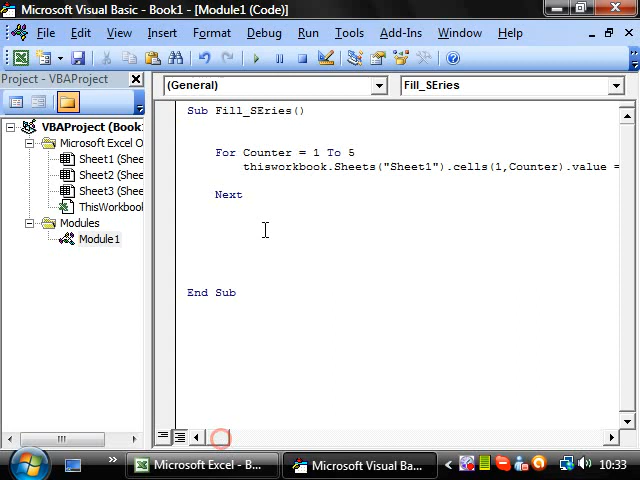 Microsoft Visual Basic - Book1 - [Module1 (Code)]
File Edit View Insert Format Debug Run Tools Add-Ins Window Help
Project - VBAProject
(General)
Fill_SEries
VBAProject (Book
Microsoft Excel O
Sheet1 (Shee
Sheet2 (Shee
Sheet3 (Shee
ThisWorkbook
Modules
Module1
Sub Fill_SEries()
For Counter = 1 To 5
thisworkbook.Sheets("Sheet1").cells(1,Counter).value =
Next
End Sub
Microsoft Excel - B...
Microsoft Visual Ba...
10:33